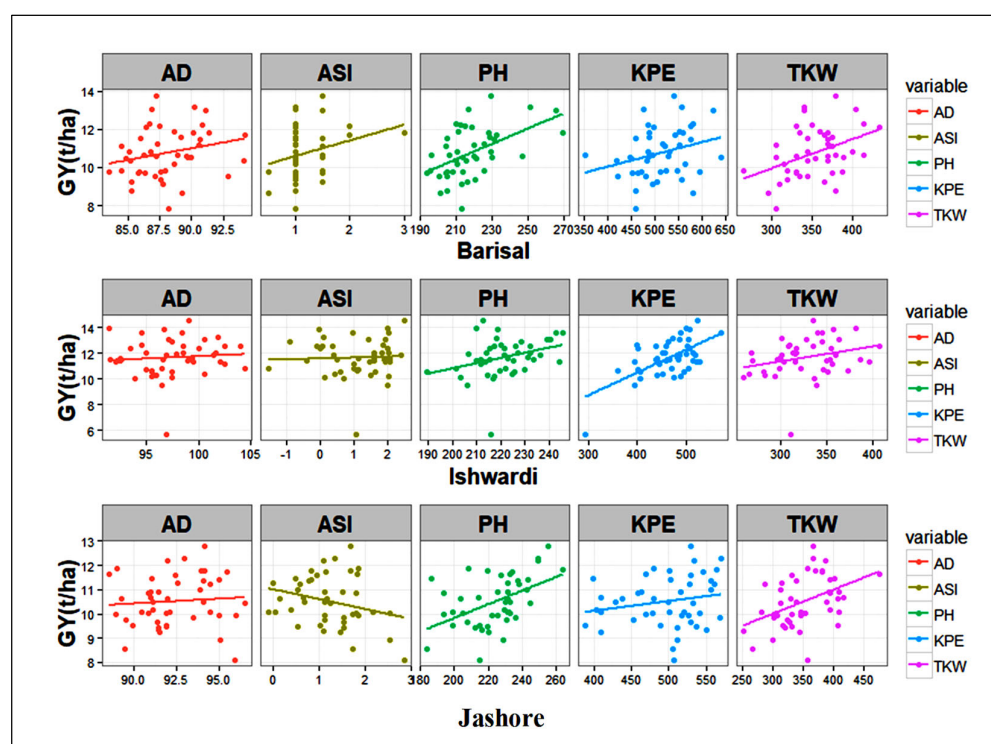 AD ASI PH KPE TKW
variable
AD
ASI
PH
KPE
TKW
GY(t/ha)
14
12
10
8
85.0 87.5 90.0 92.5 1 2 3 190 210 230 250 270 350 400 450 500 550 600 650 300 350 400
Barisal
AD ASI PH KPE TKW
variable
AD
ASI
PH
KPE
TKW
GY(t/ha)
14
12
10
8
6
95 100 105 -1 0 1 2 190 200 210 220 230 240 300 400 500 250 300 350 400
Ishwardi
AD ASI PH KPE TKW
variable
AD
ASI
PH
KPE
TKW
GY(t/ha)
13
12
11
10
9
8
90.0 92.5 95.0 0 1 2 3 180 200 220 240 260 400 450 500 550 250 300 350 400 450
Jashore